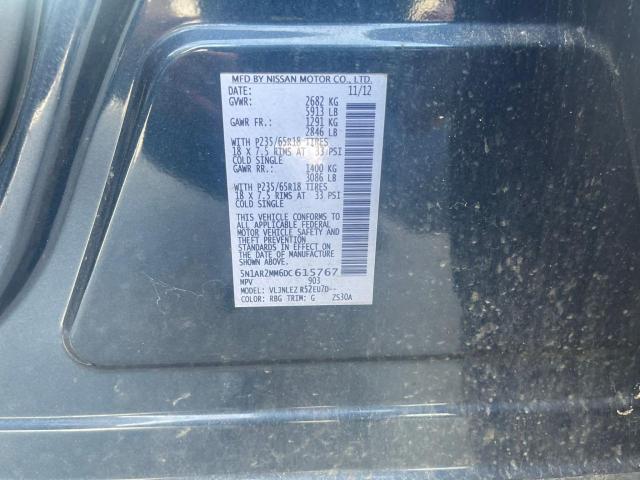 MFD BY NISSAN MOTOR CO., LTD.
DATE: 11/12
GVWR: 2682 KG
5913 LB
GAWR FR.: 1291 KG
2846 LB
WITH P235/65R18 TIRES
18 X 7.5 RIMS AT 33 PSI
COLD SINGLE
GAWR RR.: 1400 KG
3086 LB
WITH P235/65R18 TIRES
18 X 7.5 RIMS AT 33 PSI
COLD SINGLE
THIS VEHICLE CONFORMS TO
ALL APPLICABLE FEDERAL
MOTOR VEHICLE SAFETY AND
THEFT PREVENTION
STANDARDS IN EFFECT ON
THE DATE OF MANUFACTURE
SHOWN ABOVE.
5N1AR2MM6DC615767
MPV 903
MODEL: VLJNLEZ R52EU7D--
COLOR: RBG TRIM: G ZS30A